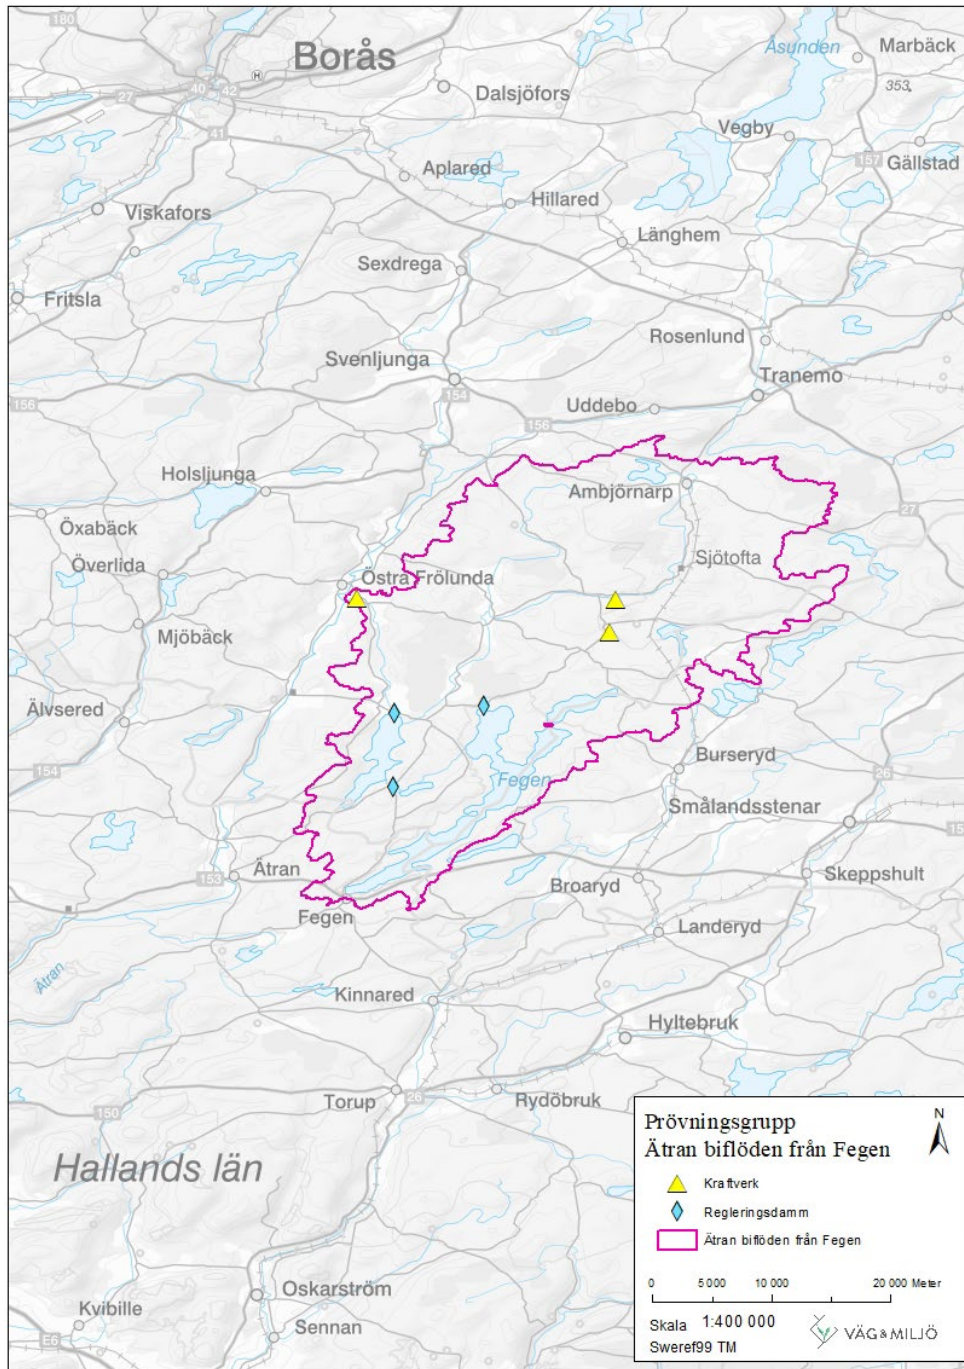 180
Borås
Åsunden
Marbäck
40
42
27
H
Dalsjöfors
353
41
Vegby
157
Gällstad
Aplared
Hillared
Viskafors
Länghem
Sexdrega
Fritsla
Rosenlund
Svenljunga
Tranemo
154
156
Uddebo
156
Holsljunga
Ambjörnarp
27
Öxabäck
Överlida
Sjötofta
Östra Frölunda
Mjöbäck
Älvsered
154
Burseryd
Fegen
26
Smålandsstenar
153
Ätran
Broaryd
Skeppshult
Fegen
Landeryd
Ätran
Kinnared
Hyltebruk
Torup
26
Rydöbruk
150
Hallands län
Oskarström
Kvibille
Sennan
E6
Prövningsgrupp
Ätran biflöden från Fegen
N
Kraftverk
Regleringsdamm
Ätran biflöden från Fegen
0 5 000 10 000 20 000 Meter
Skala 1:400 000
Sweref99 TM
VÄG & MILJÖ